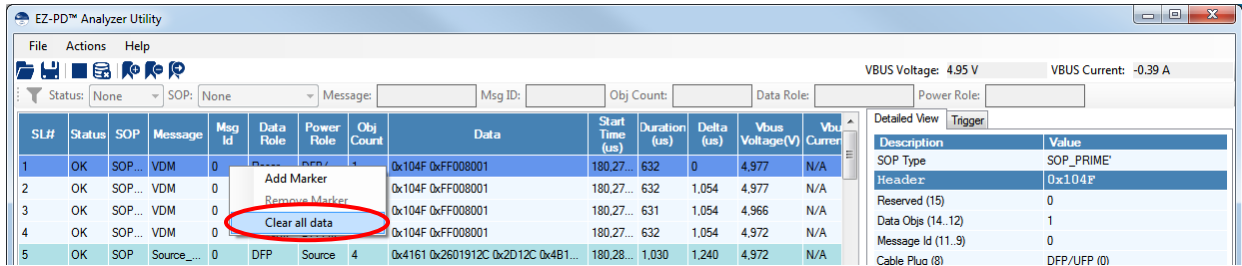 EZ-PD™ Analyzer Utility
File Actions Help
VBUS Voltage: 4.95 V VBUS Current: -0.39 A
Status: None SOP: None Message: Msg ID: Obj Count: Data Role: Power Role:
Detailed View Trigger
SL# Status SOP Message Msg Id Data Role Power Role Obj Count Data Start Time (us) Duration (us) Delta (us) Vbus Voltage(V) Vbu Curren
Description Value
1 OK SOP... VDM 0 1 0x104F 0xFF008001 180,27... 632 0 4,977 N/A
SOP Type SOP_PRIME'
Header 0x104F
Add Marker
2 OK SOP... VDM 0 0x104F 0xFF008001 180,27... 632 1,054 4,977 N/A
Remove Marker
Reserved (15) 0
3 OK SOP... VDM 0 0x104F 0xFF008001 180,27... 631 1,054 4,966 N/A
Data Objs (14..12) 1
Clear all data
4 OK SOP... VDM 0 0x104F 0xFF008001 180,27... 632 1,054 4,972 N/A
Message Id (11..9) 0
5 OK SOP Source_... 0 DFP Source 4 0x4161 0x2601912C 0x2D12C 0x4B1... 180,28... 1,030 1,240 4,972 N/A
Cable Plug (8) DFP/UFP (0)